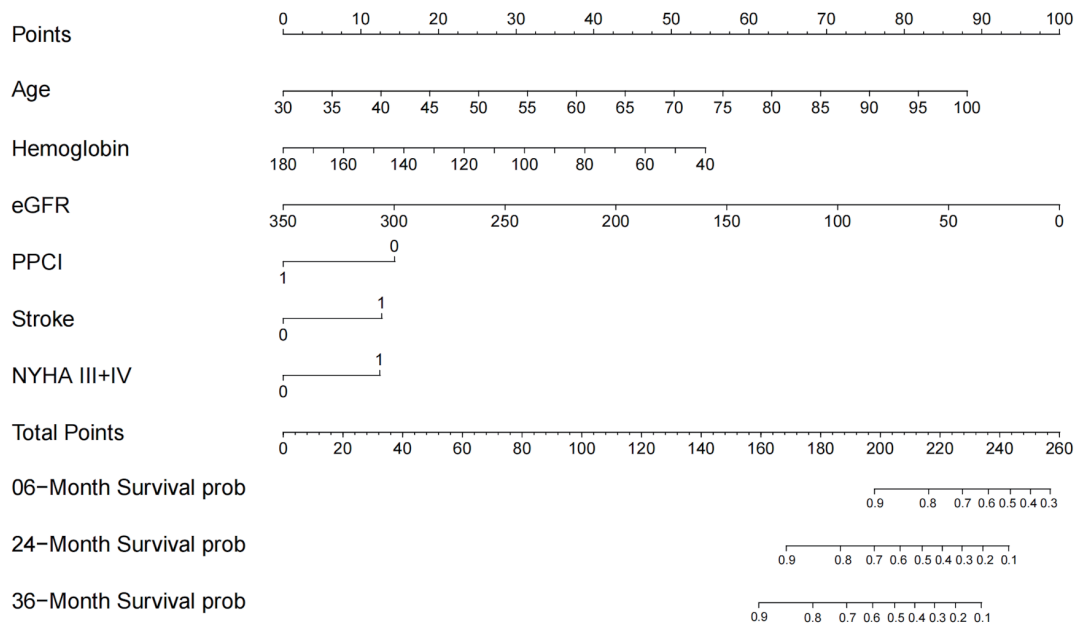 0 10 20 30 40 50 60 70 80 90 100
Points
Age
30 35 40 45 50 55 60 65 70 75 80 85 90 95 100
Hemoglobin
180 160 140 120 100 80 60 40
eGFR
350 300 250 200 150 100 50 0
0
PPCI
1
1
Stroke
0
1
NYHA III+IV
0
Total Points
0 20 40 60 80 100 120 140 160 180 200 220 240 260
06−Month Survival prob
0.9 0.8 0.7 0.6 0.5 0.4 0.3
24−Month Survival prob
0.9 0.8 0.7 0.6 0.5 0.4 0.3 0.2 0.1
36−Month Survival prob
0.9 0.8 0.7 0.6 0.5 0.4 0.3 0.2 0.1